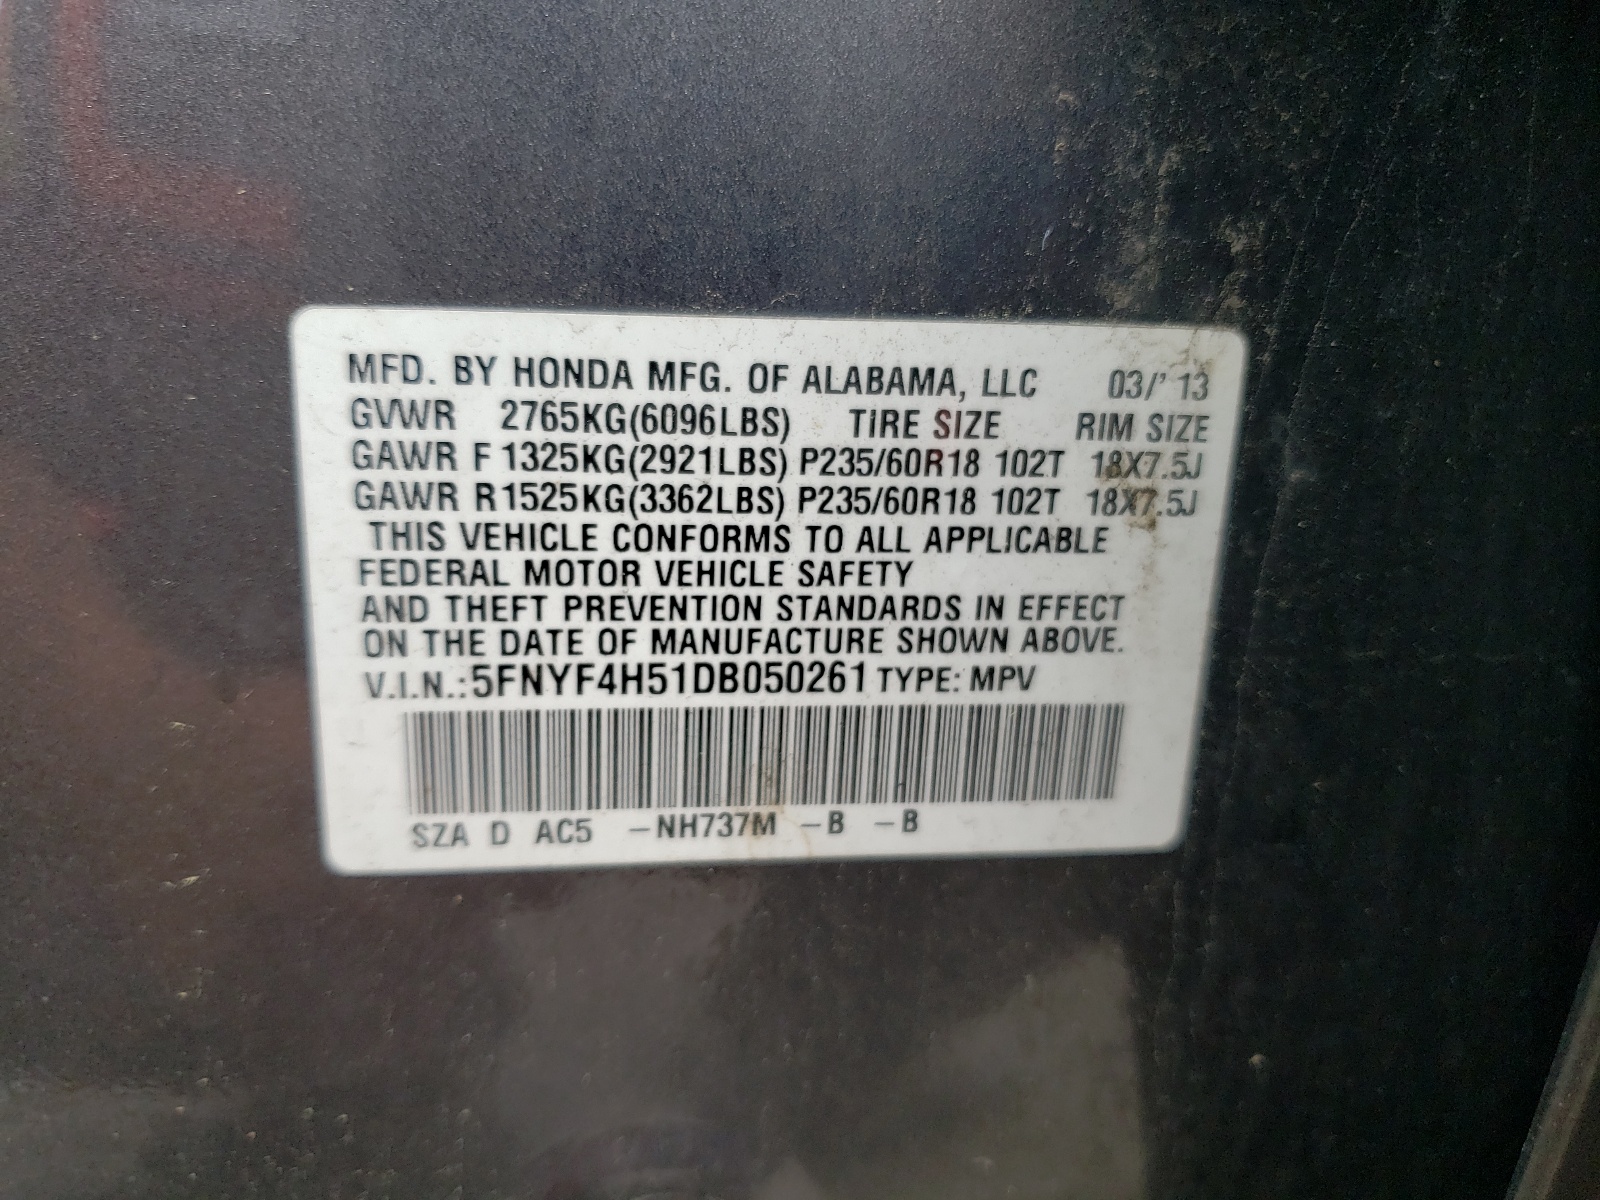 MFD. BY HONDA MFG. OF ALABAMA, LLC 03/' 13
GVWR 2765KG(6096LBS) TIRE SIZE RIM SIZE
GAWR F 1325KG(2921LBS) P235/60R18 102T 18X7.5J
GAWR R 1525KG(3362LBS) P235/60R18 102T 18X7.5J
THIS VEHICLE CONFORMS TO ALL APPLICABLE
FEDERAL MOTOR VEHICLE SAFETY
AND THEFT PREVENTION STANDARDS IN EFFECT
ON THE DATE OF MANUFACTURE SHOWN ABOVE.
V.I.N.: 5FNYF4H51DB050261 TYPE: MPV
SZA D AC5 –NH737M –B –B